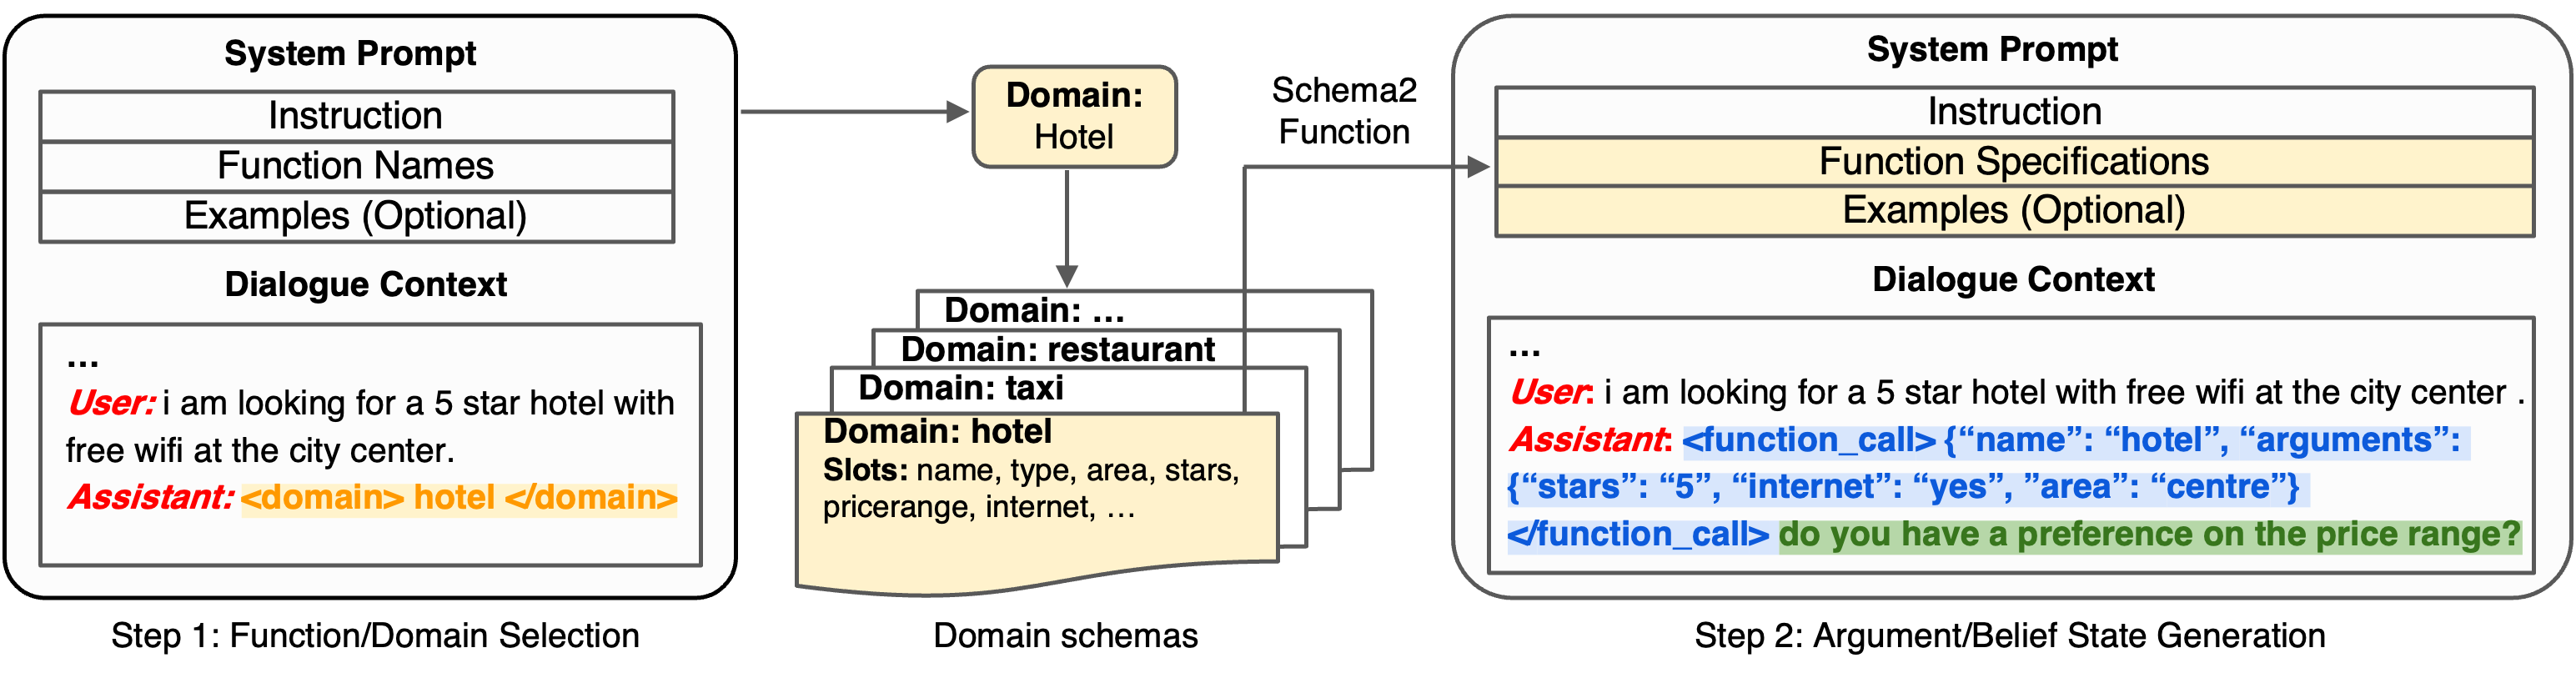 System Prompt
Instruction
Function Names
Examples (Optional)
Dialogue Context
...
User: i am looking for a 5 star hotel with
free wifi at the city center.
Assistant: <domain> hotel </domain>
Step 1: Function/Domain Selection
Domain:
Hotel
Domain: ...
Domain: restaurant
Domain: taxi
Domain: hotel
Slots: name, type, area, stars,
pricerange, internet, ...
Domain schemas
Schema2
Function
System Prompt
Instruction
Function Specifications
Examples (Optional)
Dialogue Context
...
User: i am looking for a 5 star hotel with free wifi at the city center .
Assistant: <function_call> {“name”: “hotel”, “arguments”:
{“stars”: “5”, “internet”: “yes”, ”area”: “centre”}
</function_call> do you have a preference on the price range?
Step 2: Argument/Belief State Generation